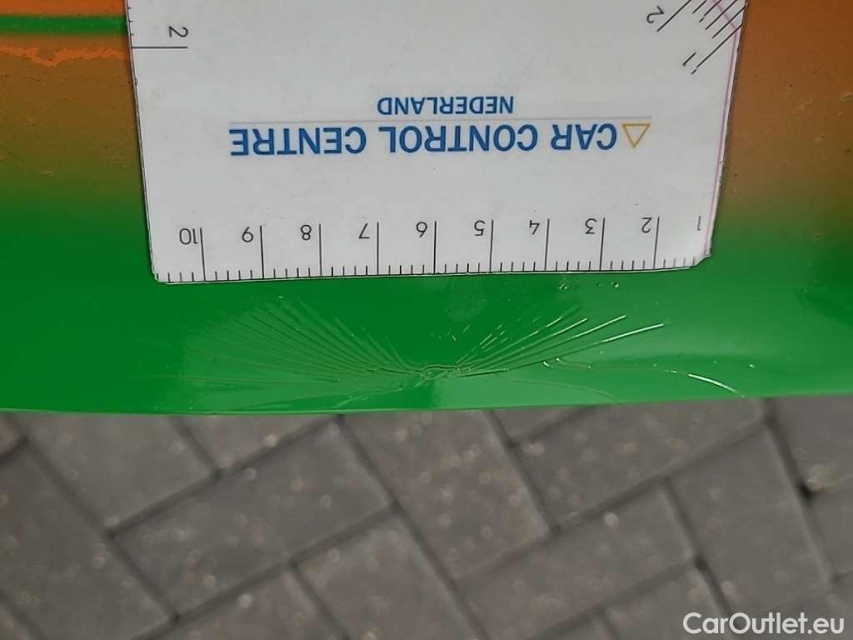 2
2
1
NEDERLAND
CAR CONTROL CENTRE
10 9 8 7 6 5 4 3 2 1
CarOutlet.eu